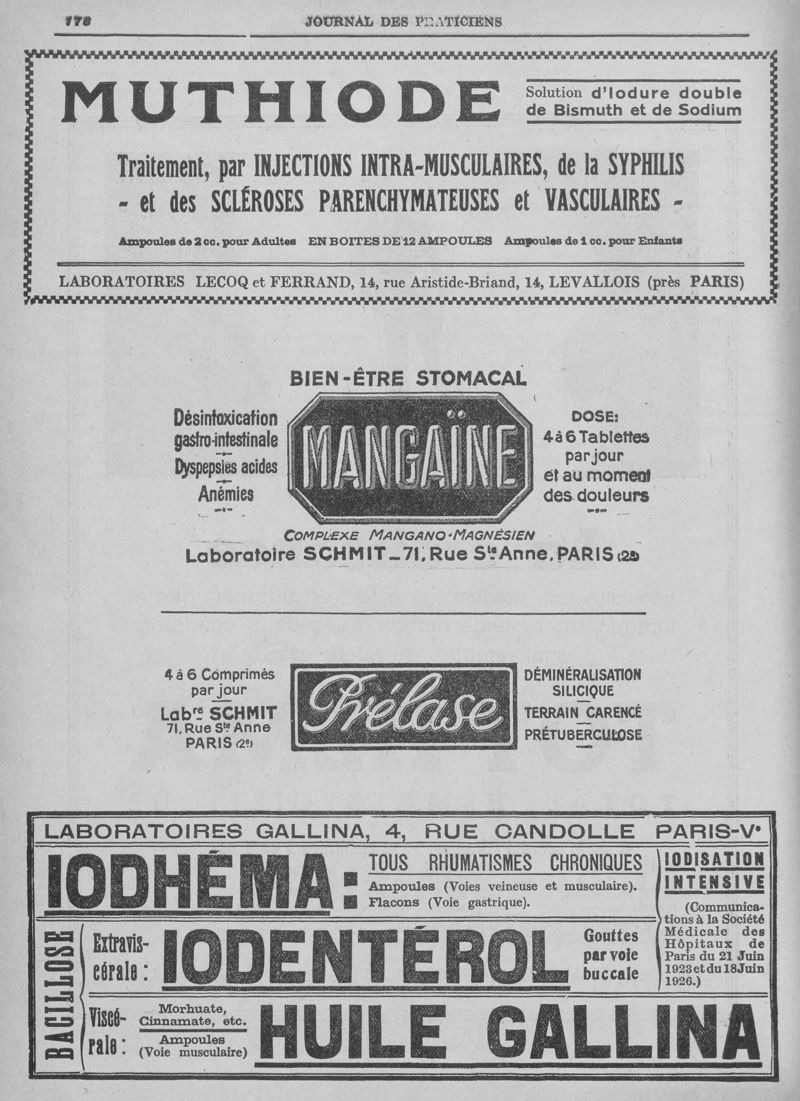 178
JOURNAL DES PRATICIENS
MUTHIODE
Solution d'Iodure double
de Bismuth et de Sodium
Traitement, par INJECTIONS INTRA-MUSCULAIRES, de la SYPHILIS
- et des SCLÉROSES PARENCHYMATEUSES et VASCULAIRES -
Ampoules de 2 cc. pour Adultes EN BOITES DE 12 AMPOULES Ampoules de 1 cc. pour Enfants
LABORATOIRES LECOQ et FERRAND, 14, rue Aristide-Briand, 14, LEVALLOIS (près PARIS)
BIEN-ÊTRE STOMACAL
Désintoxication
gastro-intestinale
Dyspepsies acides
Anémies
MANGAÏNE
DOSE:
4 à 6 Tablettes
par jour
et au moment
des douleurs
COMPLEXE MANGANO-MAGNÉSIEN
Laboratoire SCHMIT_71, Rue Ste Anne, PARIS (2e)
4 à 6 Comprimés
par jour
Labre SCHMIT
71, Rue Ste Anne
PARIS (2e)
Prélase
DÉMINÉRALISATION
SILICIQUE
TERRAIN CARENCÉ
PRÉTUBERCULOSE
LABORATOIRES GALLINA, 4, RUE CANDOLLE PARIS-Ve
IODHÉMA:
TOUS RHUMATISMES CHRONIQUES
Ampoules (Voies veineuse et musculaire).
Flacons (Voie gastrique).
IODISATION
INTENSIVE
(Communica-
tions à la Société
Médicale des
Hôpitaux de
Paris du 21 Juin
1923 et du 18 Juin
1926.)
BACILLOSE
Extravis-
cérale:
IODENTÉROL
Gouttes
par voie
buccale
Viscé-
rale:
Morhuate,
Cinnamate, etc.
Ampoules
(Voie musculaire)
HUILE GALLINA